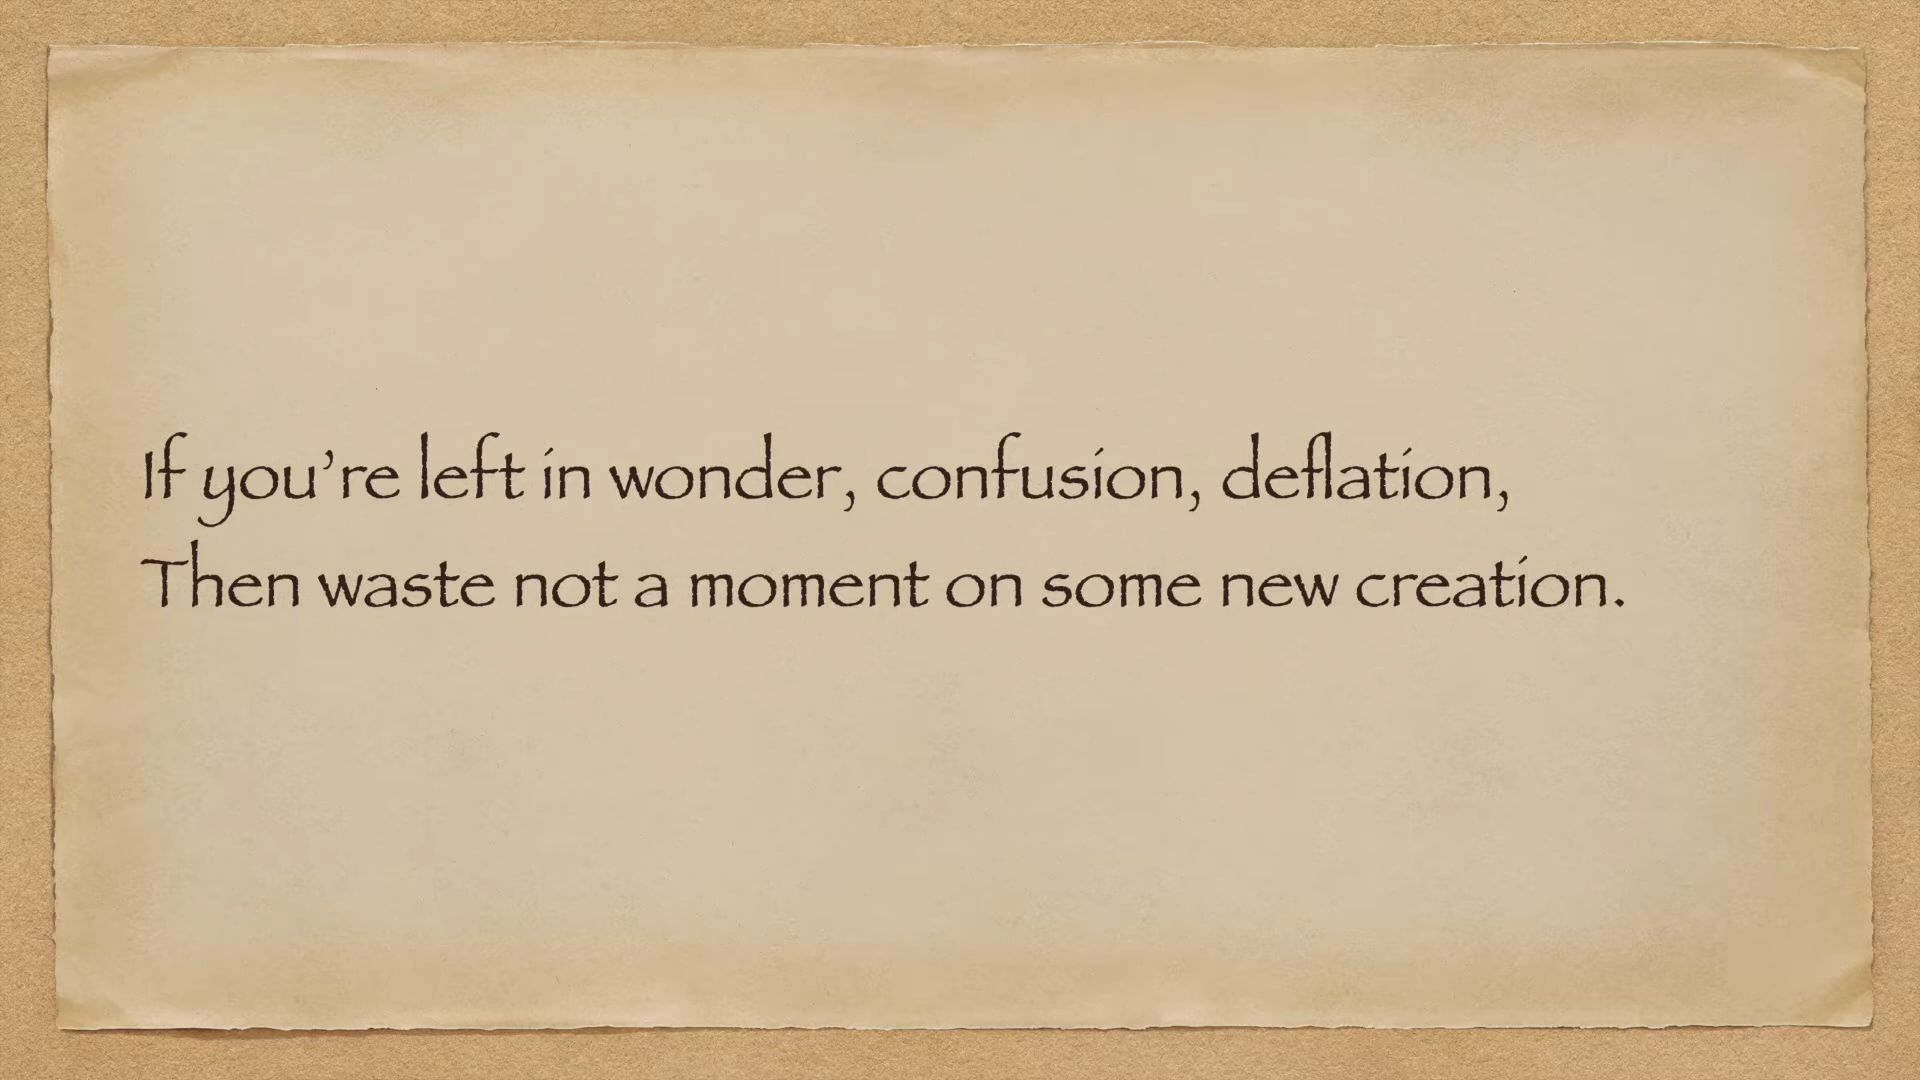 If you’re left in wonder, confusion, deflation,
Then waste not a moment on some new creation.